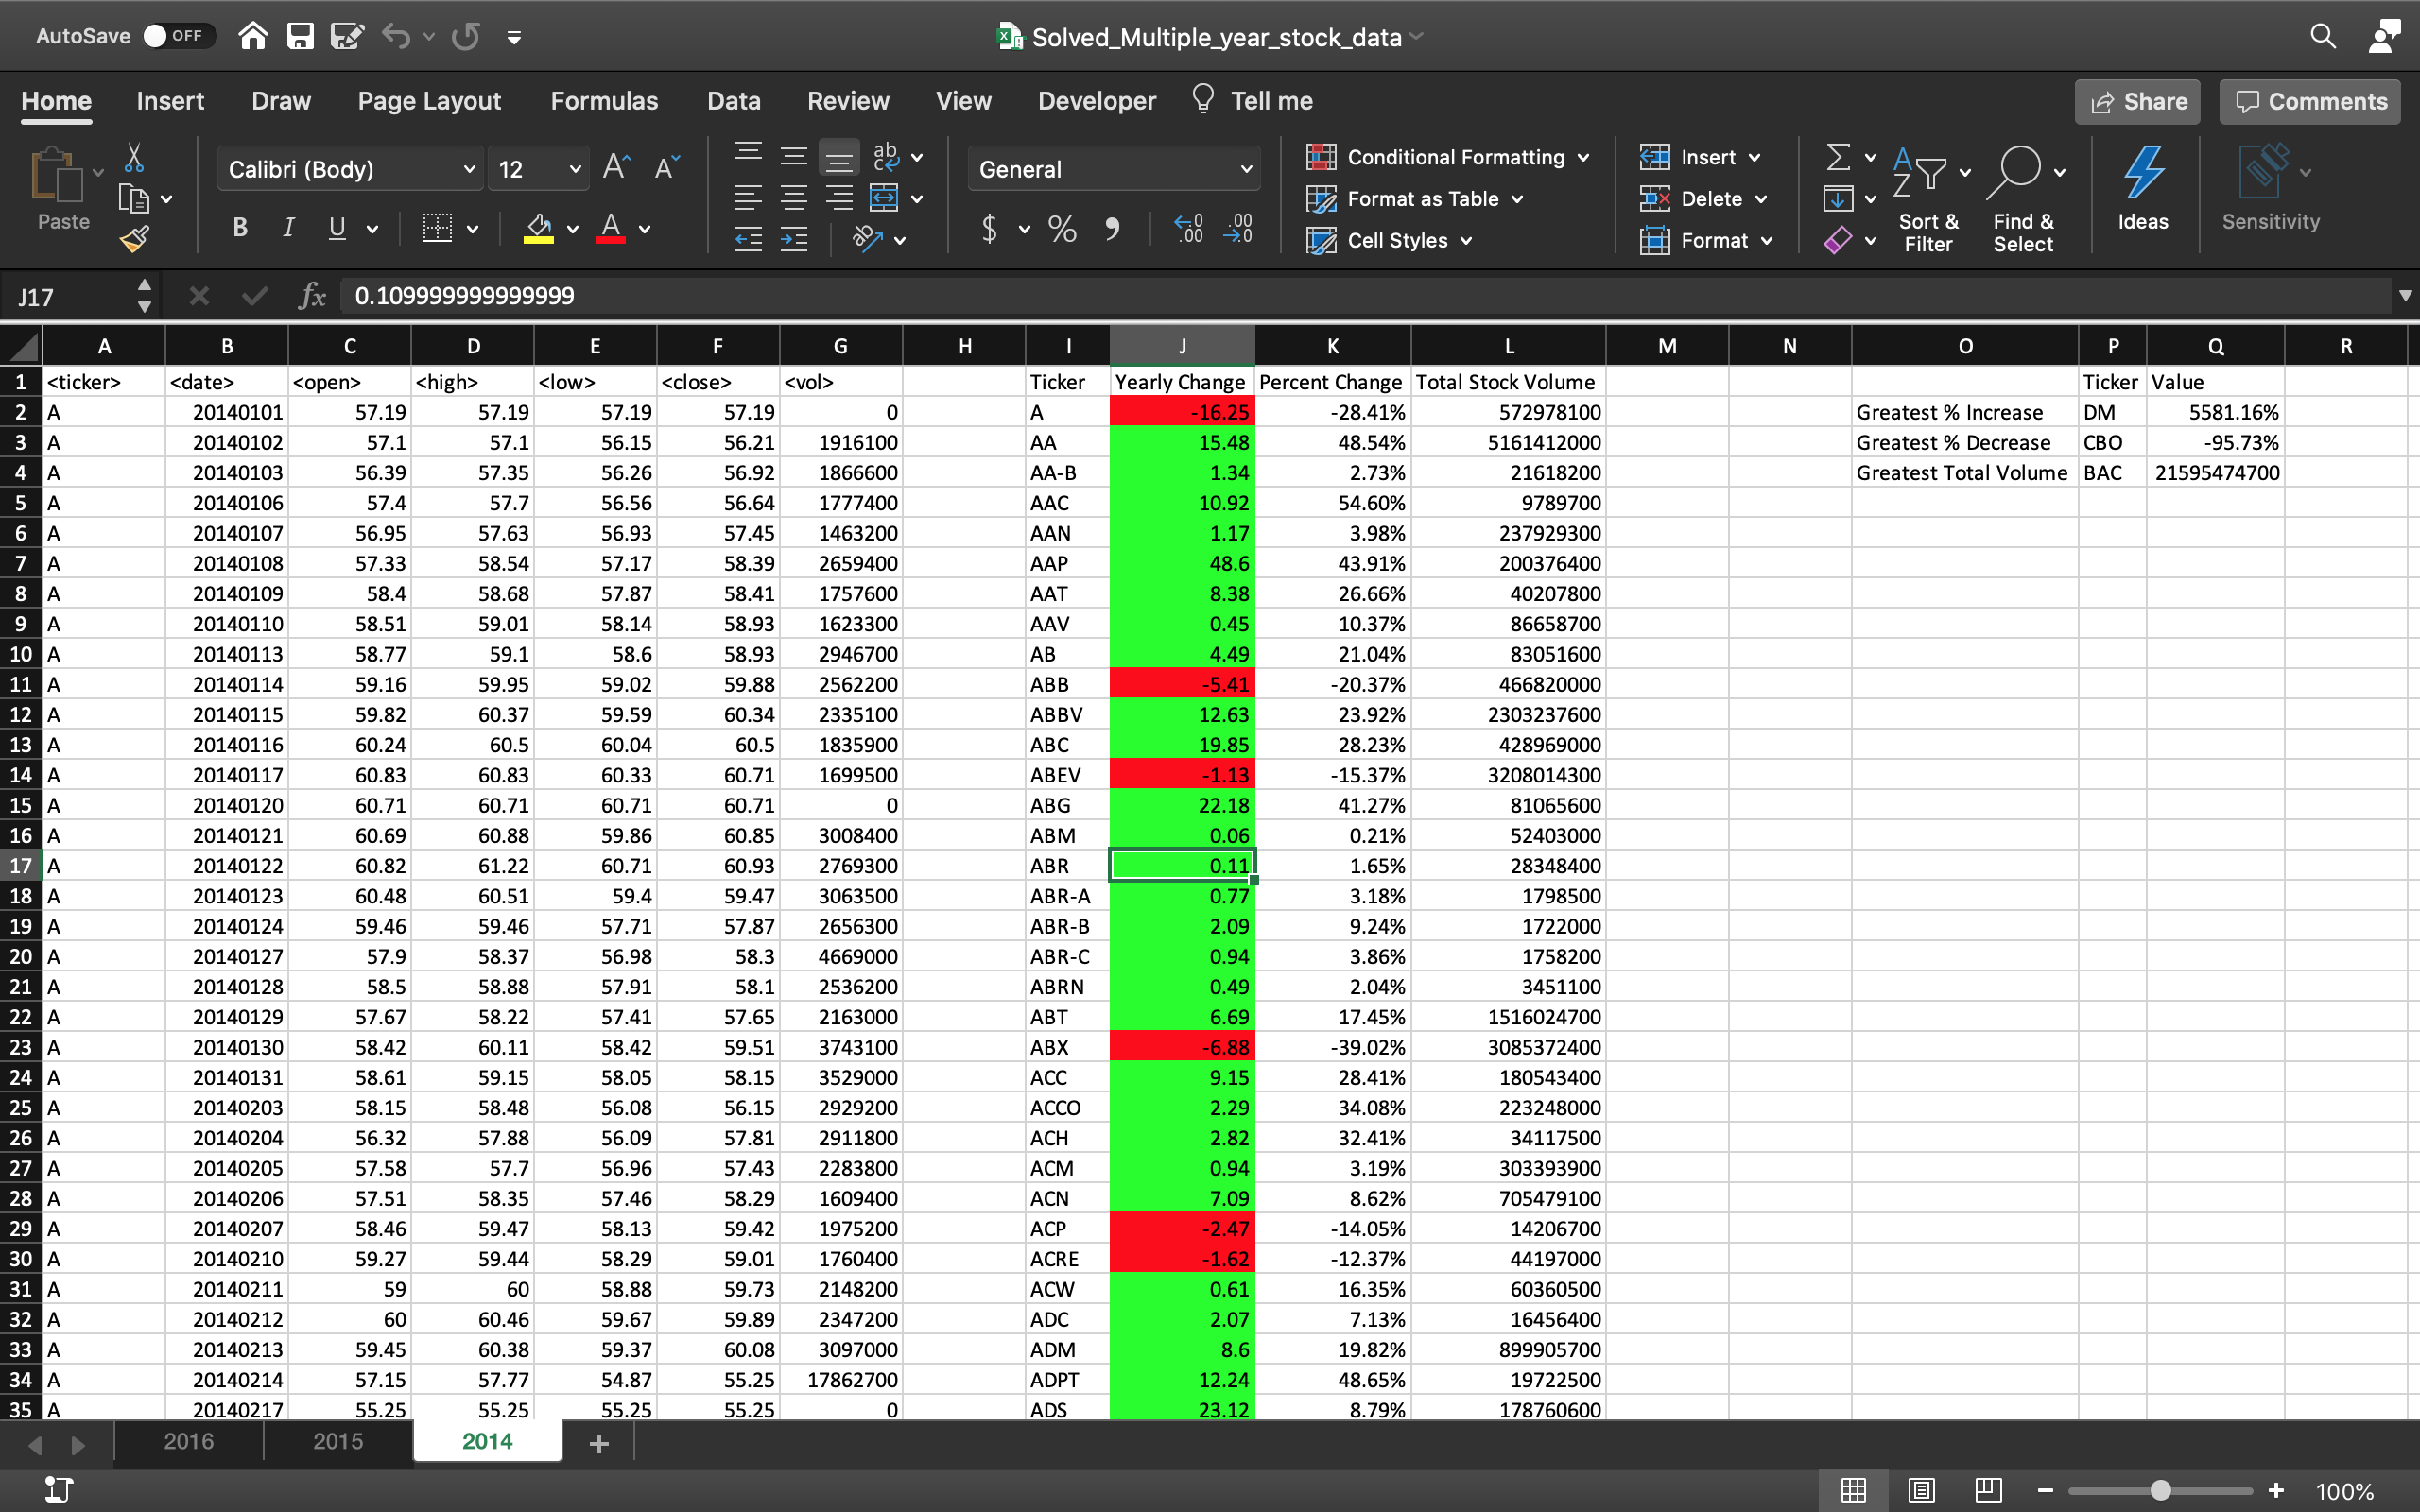 AutoSave OFF Solved_Multiple_year_stock_data
Home Insert Draw Page Layout Formulas Data Review View Developer Tell me Share Comments
Paste Calibri (Body) 12 A A ab General Conditional Formatting Insert Σ A Z Sort & Filter Find & Select Ideas Sensitivity
B I U A ab $ % , .00 .0 .00 .0 Format as Table Delete
Cell Styles Format
J17 fx 0.109999999999999
A B C D E F G H I J K L M N O P Q R
1 <ticker> <date> <open> <high> <low> <close> <vol> Ticker Yearly Change Percent Change Total Stock Volume Ticker Value
2 A 20140101 57.19 57.19 57.19 57.19 0 A -16.25 -28.41% 572978100 Greatest % Increase DM 5581.16%
3 A 20140102 57.1 57.1 56.15 56.21 1916100 AA 15.48 48.54% 5161412000 Greatest % Decrease CBO -95.73%
4 A 20140103 56.39 57.35 56.26 56.92 1866600 AA-B 1.34 2.73% 21618200 Greatest Total Volume BAC 21595474700
5 A 20140106 57.4 57.7 56.56 56.64 1777400 AAC 10.92 54.60% 9789700
6 A 20140107 56.95 57.63 56.93 57.45 1463200 AAN 1.17 3.98% 237929300
7 A 20140108 57.33 58.54 57.17 58.39 2659400 AAP 48.6 43.91% 200376400
8 A 20140109 58.4 58.68 57.87 58.41 1757600 AAT 8.38 26.66% 40207800
9 A 20140110 58.51 59.01 58.14 58.93 1623300 AAV 0.45 10.37% 86658700
10 A 20140113 58.77 59.1 58.6 58.93 2946700 AB 4.49 21.04% 83051600
11 A 20140114 59.16 59.95 59.02 59.88 2562200 ABB -5.41 -20.37% 466820000
12 A 20140115 59.82 60.37 59.59 60.34 2335100 ABBV 12.63 23.92% 2303237600
13 A 20140116 60.24 60.5 60.04 60.5 1835900 ABC 19.85 28.23% 428969000
14 A 20140117 60.83 60.83 60.33 60.71 1699500 ABEV -1.13 -15.37% 3208014300
15 A 20140120 60.71 60.71 60.71 60.71 0 ABG 22.18 41.27% 81065600
16 A 20140121 60.69 60.88 59.86 60.85 3008400 ABM 0.06 0.21% 52403000
17 A 20140122 60.82 61.22 60.71 60.93 2769300 ABR 0.11 1.65% 28348400
18 A 20140123 60.48 60.51 59.4 59.47 3063500 ABR-A 0.77 3.18% 1798500
19 A 20140124 59.46 59.46 57.71 57.87 2656300 ABR-B 2.09 9.24% 1722000
20 A 20140127 57.9 58.37 56.98 58.3 4669000 ABR-C 0.94 3.86% 1758200
21 A 20140128 58.5 58.88 57.91 58.1 2536200 ABRN 0.49 2.04% 3451100
22 A 20140129 57.67 58.22 57.41 57.65 2163000 ABT 6.69 17.45% 1516024700
23 A 20140130 58.42 60.11 58.42 59.51 3743100 ABX -6.88 -39.02% 3085372400
24 A 20140131 58.61 59.15 58.05 58.15 3529000 ACC 9.15 28.41% 180543400
25 A 20140203 58.15 58.48 56.08 56.15 2929200 ACCO 2.29 34.08% 223248000
26 A 20140204 56.32 57.88 56.09 57.81 2911800 ACH 2.82 32.41% 34117500
27 A 20140205 57.58 57.7 56.96 57.43 2283800 ACM 0.94 3.19% 303393900
28 A 20140206 57.51 58.35 57.46 58.29 1609400 ACN 7.09 8.62% 705479100
29 A 20140207 58.46 59.47 58.13 59.42 1975200 ACP -2.47 -14.05% 14206700
30 A 20140210 59.27 59.44 58.29 59.01 1760400 ACRE -1.62 -12.37% 44197000
31 A 20140211 59 60 58.88 59.73 2148200 ACW 0.61 16.35% 60360500
32 A 20140212 60 60.46 59.67 59.89 2347200 ADC 2.07 7.13% 16456400
33 A 20140213 59.45 60.38 59.37 60.08 3097000 ADM 8.6 19.82% 899905700
34 A 20140214 57.15 57.77 54.87 55.25 17862700 ADPT 12.24 48.65% 19722500
35 A 20140217 55.25 55.25 55.25 55.25 0 ADS 23.12 8.79% 178760600
2016 2015 2014 +
100%